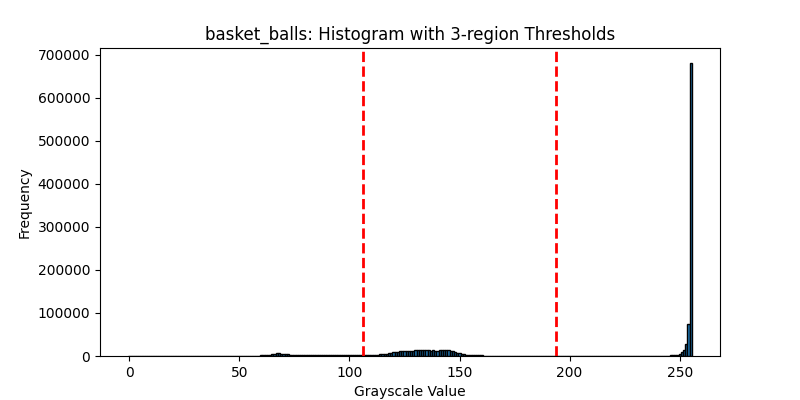 basket_balls: Histogram with 3-region Thresholds
700000
600000
500000
400000
300000
200000
100000
0
Frequency
0 50 100 150 200 250
Grayscale Value